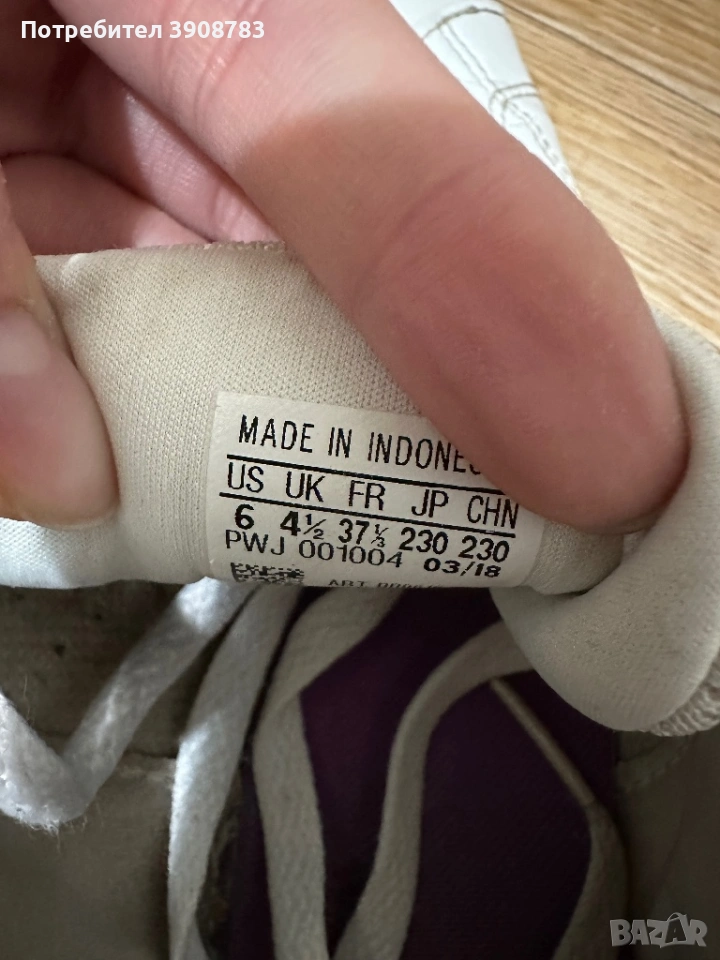 Потребител 3908783
MADE IN
US UK FR JP CHN
6 4½ 37⅓ 230 230
PWJ 001004 03/18
BAZAR